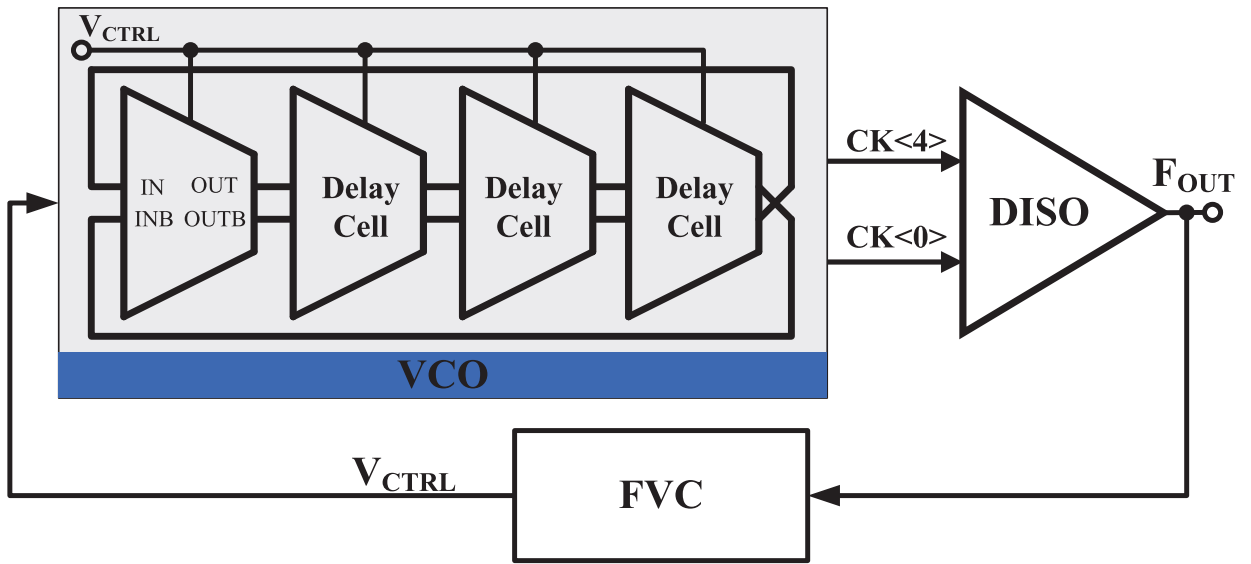 VCTRL
IN OUT
INB OUTB
Delay
Cell
Delay
Cell
Delay
Cell
CK<4>
CK<0>
DISO
FOUT
VCO
VCTRL
FVC